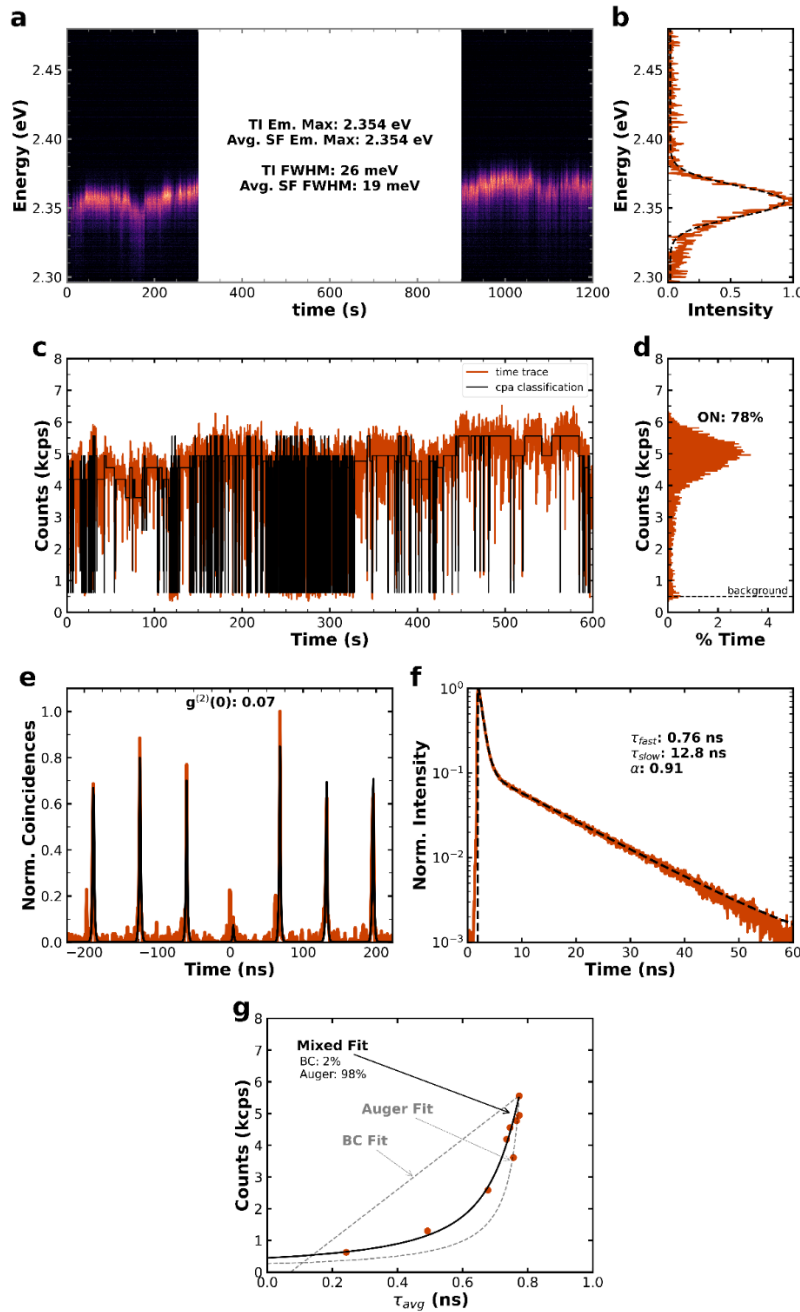 a
b
Energy (eV)
2.45
2.40
2.35
2.30
TI Em. Max: 2.354 eV
Avg. SF Em. Max: 2.354 eV
TI FWHM: 26 meV
Avg. SF FWHM: 19 meV
0 200 400 600 800 1000 1200
time (s)
Energy (eV)
2.45
2.40
2.35
2.30
0.0 0.5 1.0
Intensity
c
d
Counts (kcps)
8
7
6
5
4
3
2
1
0
time trace
cpa classification
0 100 200 300 400 500 600
Time (s)
Counts (kcps)
8
7
6
5
4
3
2
1
0
ON: 78%
background
0 2 4
% Time
e
f
Norm. Coincidences
1.0
0.8
0.6
0.4
0.2
0.0
g⁽²⁾(0): 0.07
−200 −100 0 100 200
Time (ns)
Norm. Intensity
10⁰
10⁻¹
10⁻²
10⁻³
τfast: 0.76 ns
τslow: 12.8 ns
α: 0.91
0 10 20 30 40 50 60
Time (ns)
g
Counts (kcps)
8
7
6
5
4
3
2
1
0
Mixed Fit
BC: 2%
Auger: 98%
Auger Fit
BC Fit
0.0 0.2 0.4 0.6 0.8 1.0
τavg (ns)